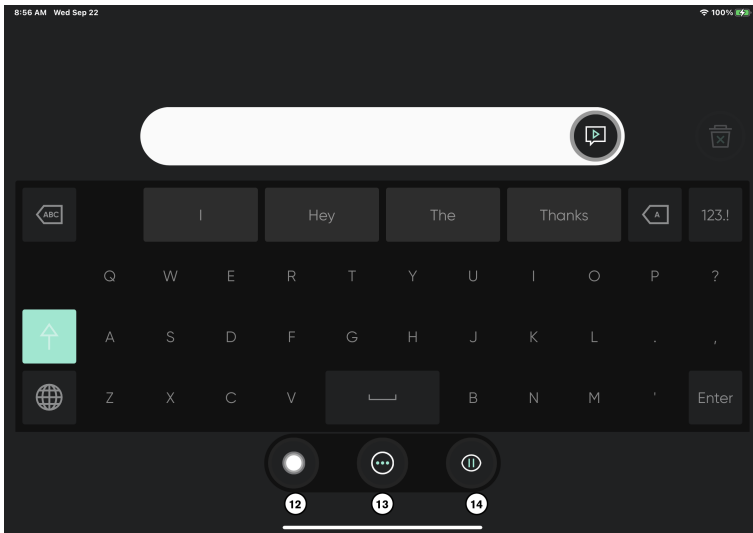 8:56 AM Wed Sep 22 100%
ABC I Hey The Thanks A 123.!
Q W E R T Y U I O P ?
A S D F G H J K L . ,
Z X C V B N M ' Enter
12 13 14